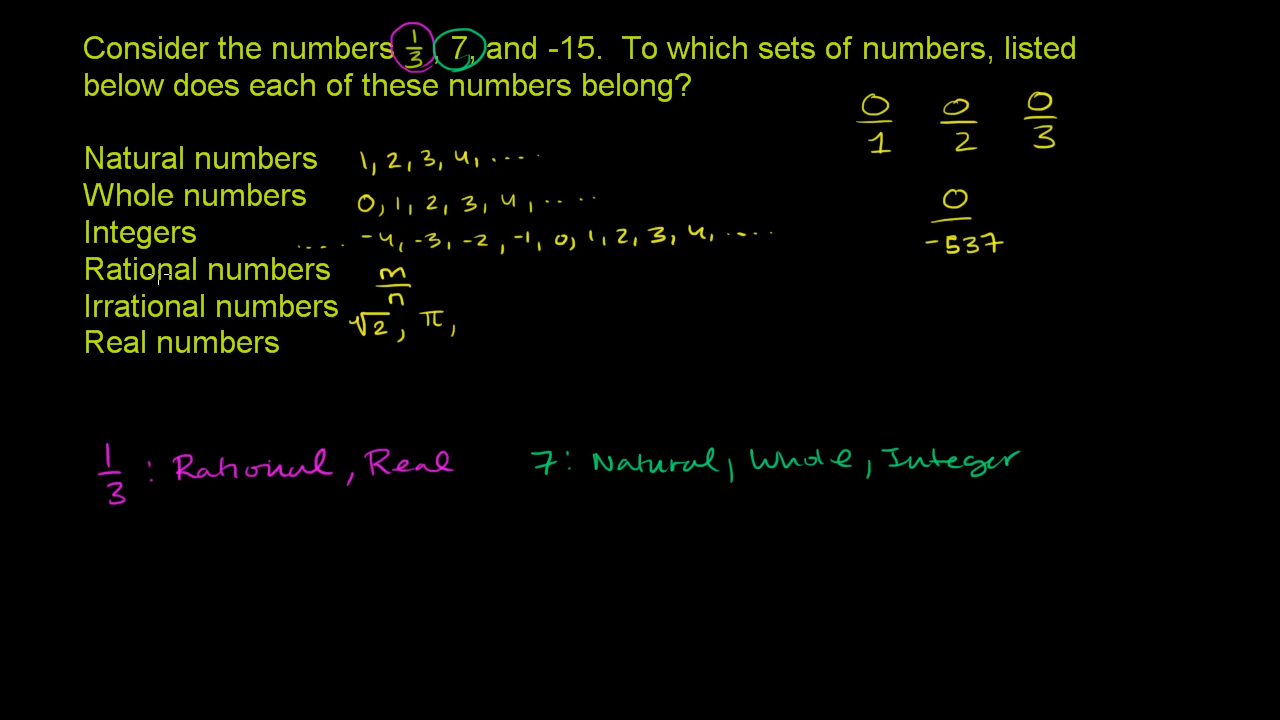 Consider the numbers 1/3, 7, and -15. To which sets of numbers, listed
below does each of these numbers belong?
0/1 0/2 0/3
Natural numbers 1, 2, 3, 4, ....
Whole numbers 0, 1, 2, 3, 4, ....
0/-537
Integers .... -4, -3, -2, -1, 0, 1, 2, 3, 4, ....
Rational numbers m/n
Irrational numbers √2, π,
Real numbers
1/3 : Rational, Real 7: Natural, Whole, Integer